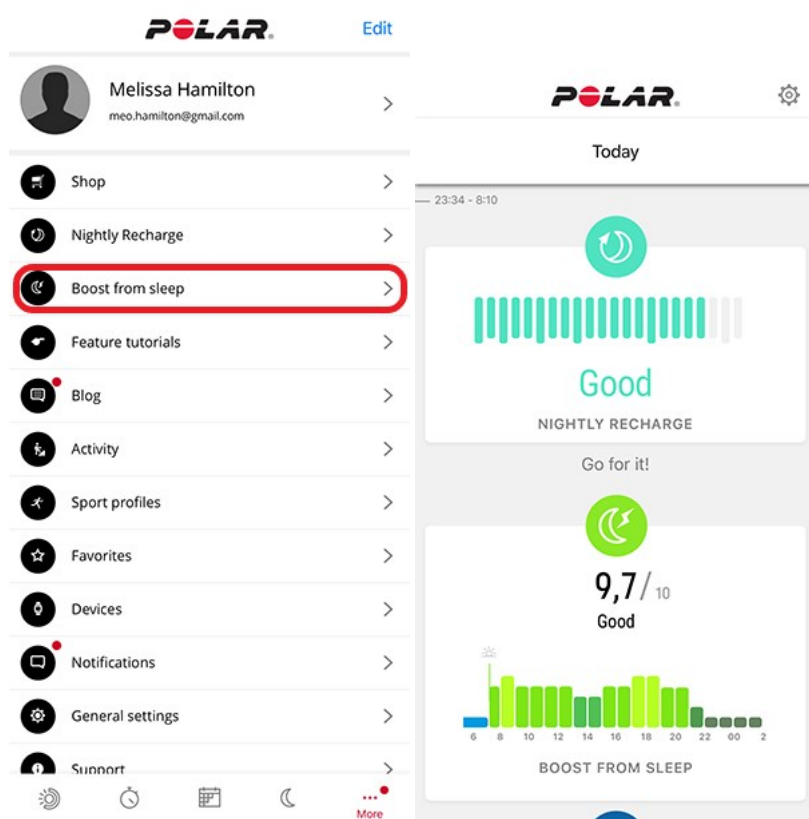 POLAR.
Edit
Melissa Hamilton
meo.hamilton@gmail.com
Shop
Nightly Recharge
Boost from sleep
Feature tutorials
Blog
Activity
Sport profiles
Favorites
Devices
Notifications
General settings
Support
More
POLAR.
Today
23:34 - 8:10
Good
NIGHTLY RECHARGE
Go for it!
9,7/10
Good
6 8 10 12 14 16 18 20 22 00 2
BOOST FROM SLEEP